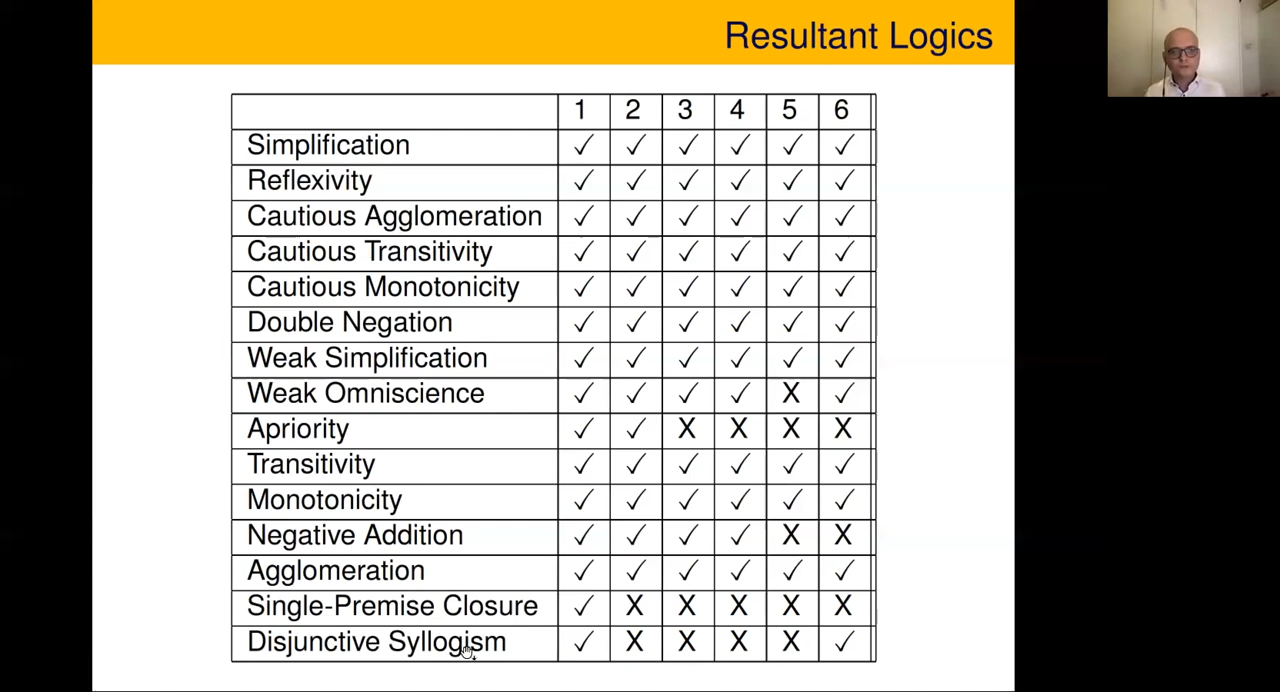 Resultant Logics
1 2 3 4 5 6
Simplification ✓ ✓ ✓ ✓ ✓ ✓
Reflexivity ✓ ✓ ✓ ✓ ✓ ✓
Cautious Agglomeration ✓ ✓ ✓ ✓ ✓ ✓
Cautious Transitivity ✓ ✓ ✓ ✓ ✓ ✓
Cautious Monotonicity ✓ ✓ ✓ ✓ ✓ ✓
Double Negation ✓ ✓ ✓ ✓ ✓ ✓
Weak Simplification ✓ ✓ ✓ ✓ ✓ ✓
Weak Omniscience ✓ ✓ ✓ ✓ X ✓
Apriority ✓ ✓ X X X X
Transitivity ✓ ✓ ✓ ✓ ✓ ✓
Monotonicity ✓ ✓ ✓ ✓ ✓ ✓
Negative Addition ✓ ✓ ✓ ✓ X X
Agglomeration ✓ ✓ ✓ ✓ ✓ ✓
Single-Premise Closure ✓ X X X X X
Disjunctive Syllogism ✓ X X X X ✓